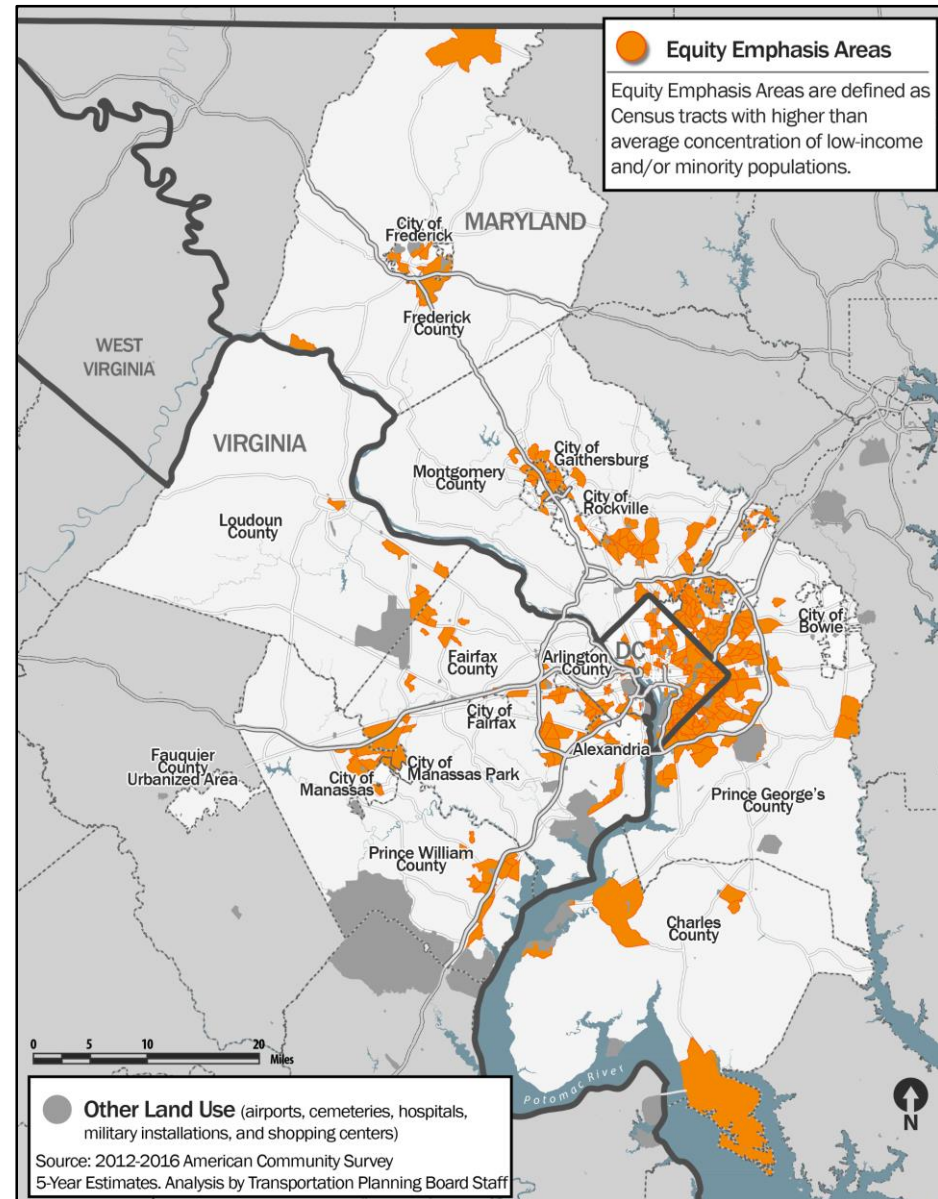 Equity Emphasis Areas
Equity Emphasis Areas are defined as
Census tracts with higher than
average concentration of low-income
and/or minority populations.
MARYLAND
City of
Frederick
Frederick
County
WEST
VIRGINIA
VIRGINIA
City of
Gaithersburg
Montgomery
County
City of
Rockville
Loudoun
County
City of
Bowie
DC
Arlington
County
Fairfax
County
City of
Fairfax
Alexandria
Fauquier
County
Urbanized Area
City of
Manassas Park
City of
Manassas
Prince George's
County
Prince William
County
Charles
County
0 5 10 20
Miles
Potomac River
N
Other Land Use (airports, cemeteries, hospitals,
military installations, and shopping centers)
Source: 2012-2016 American Community Survey
5-Year Estimates. Analysis by Transportation Planning Board Staff